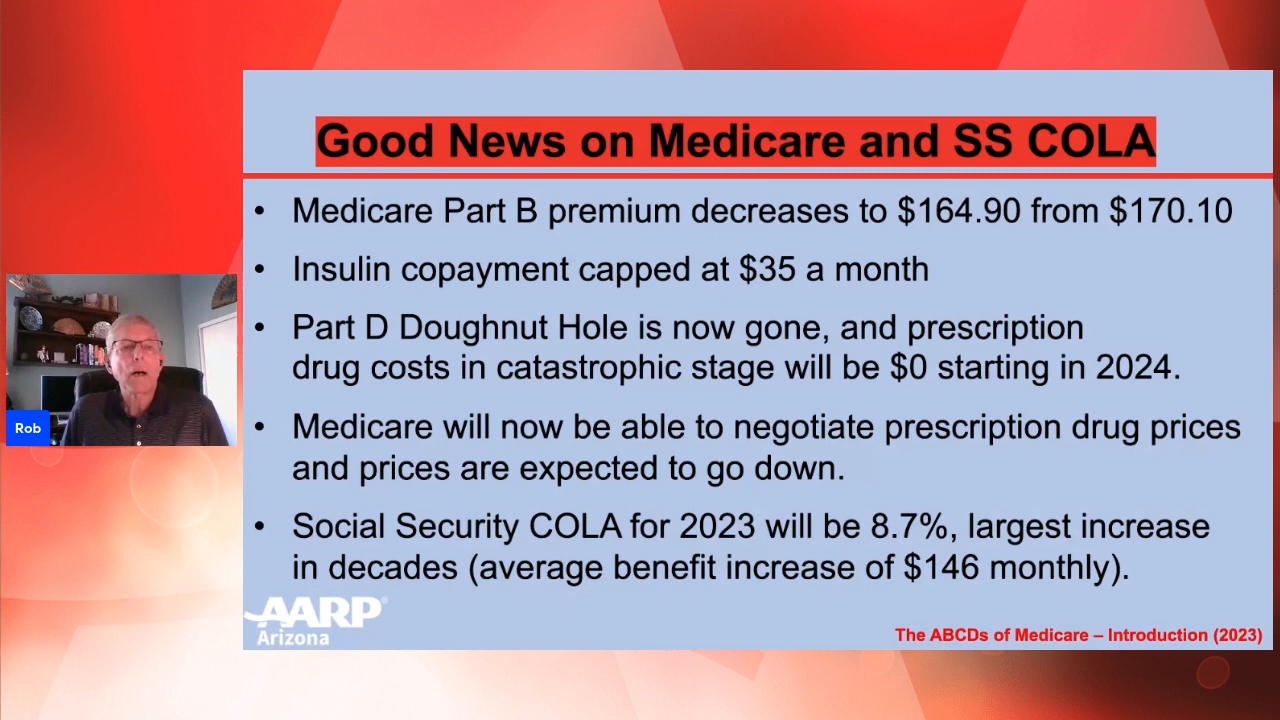 Good News on Medicare and SS COLA
• Medicare Part B premium decreases to $164.90 from $170.10
• Insulin copayment capped at $35 a month
• Part D Doughnut Hole is now gone, and prescription
drug costs in catastrophic stage will be $0 starting in 2024.
• Medicare will now be able to negotiate prescription drug prices
and prices are expected to go down.
• Social Security COLA for 2023 will be 8.7%, largest increase
in decades (average benefit increase of $146 monthly).
Rob
AARP®
Arizona
The ABCDs of Medicare – Introduction (2023)